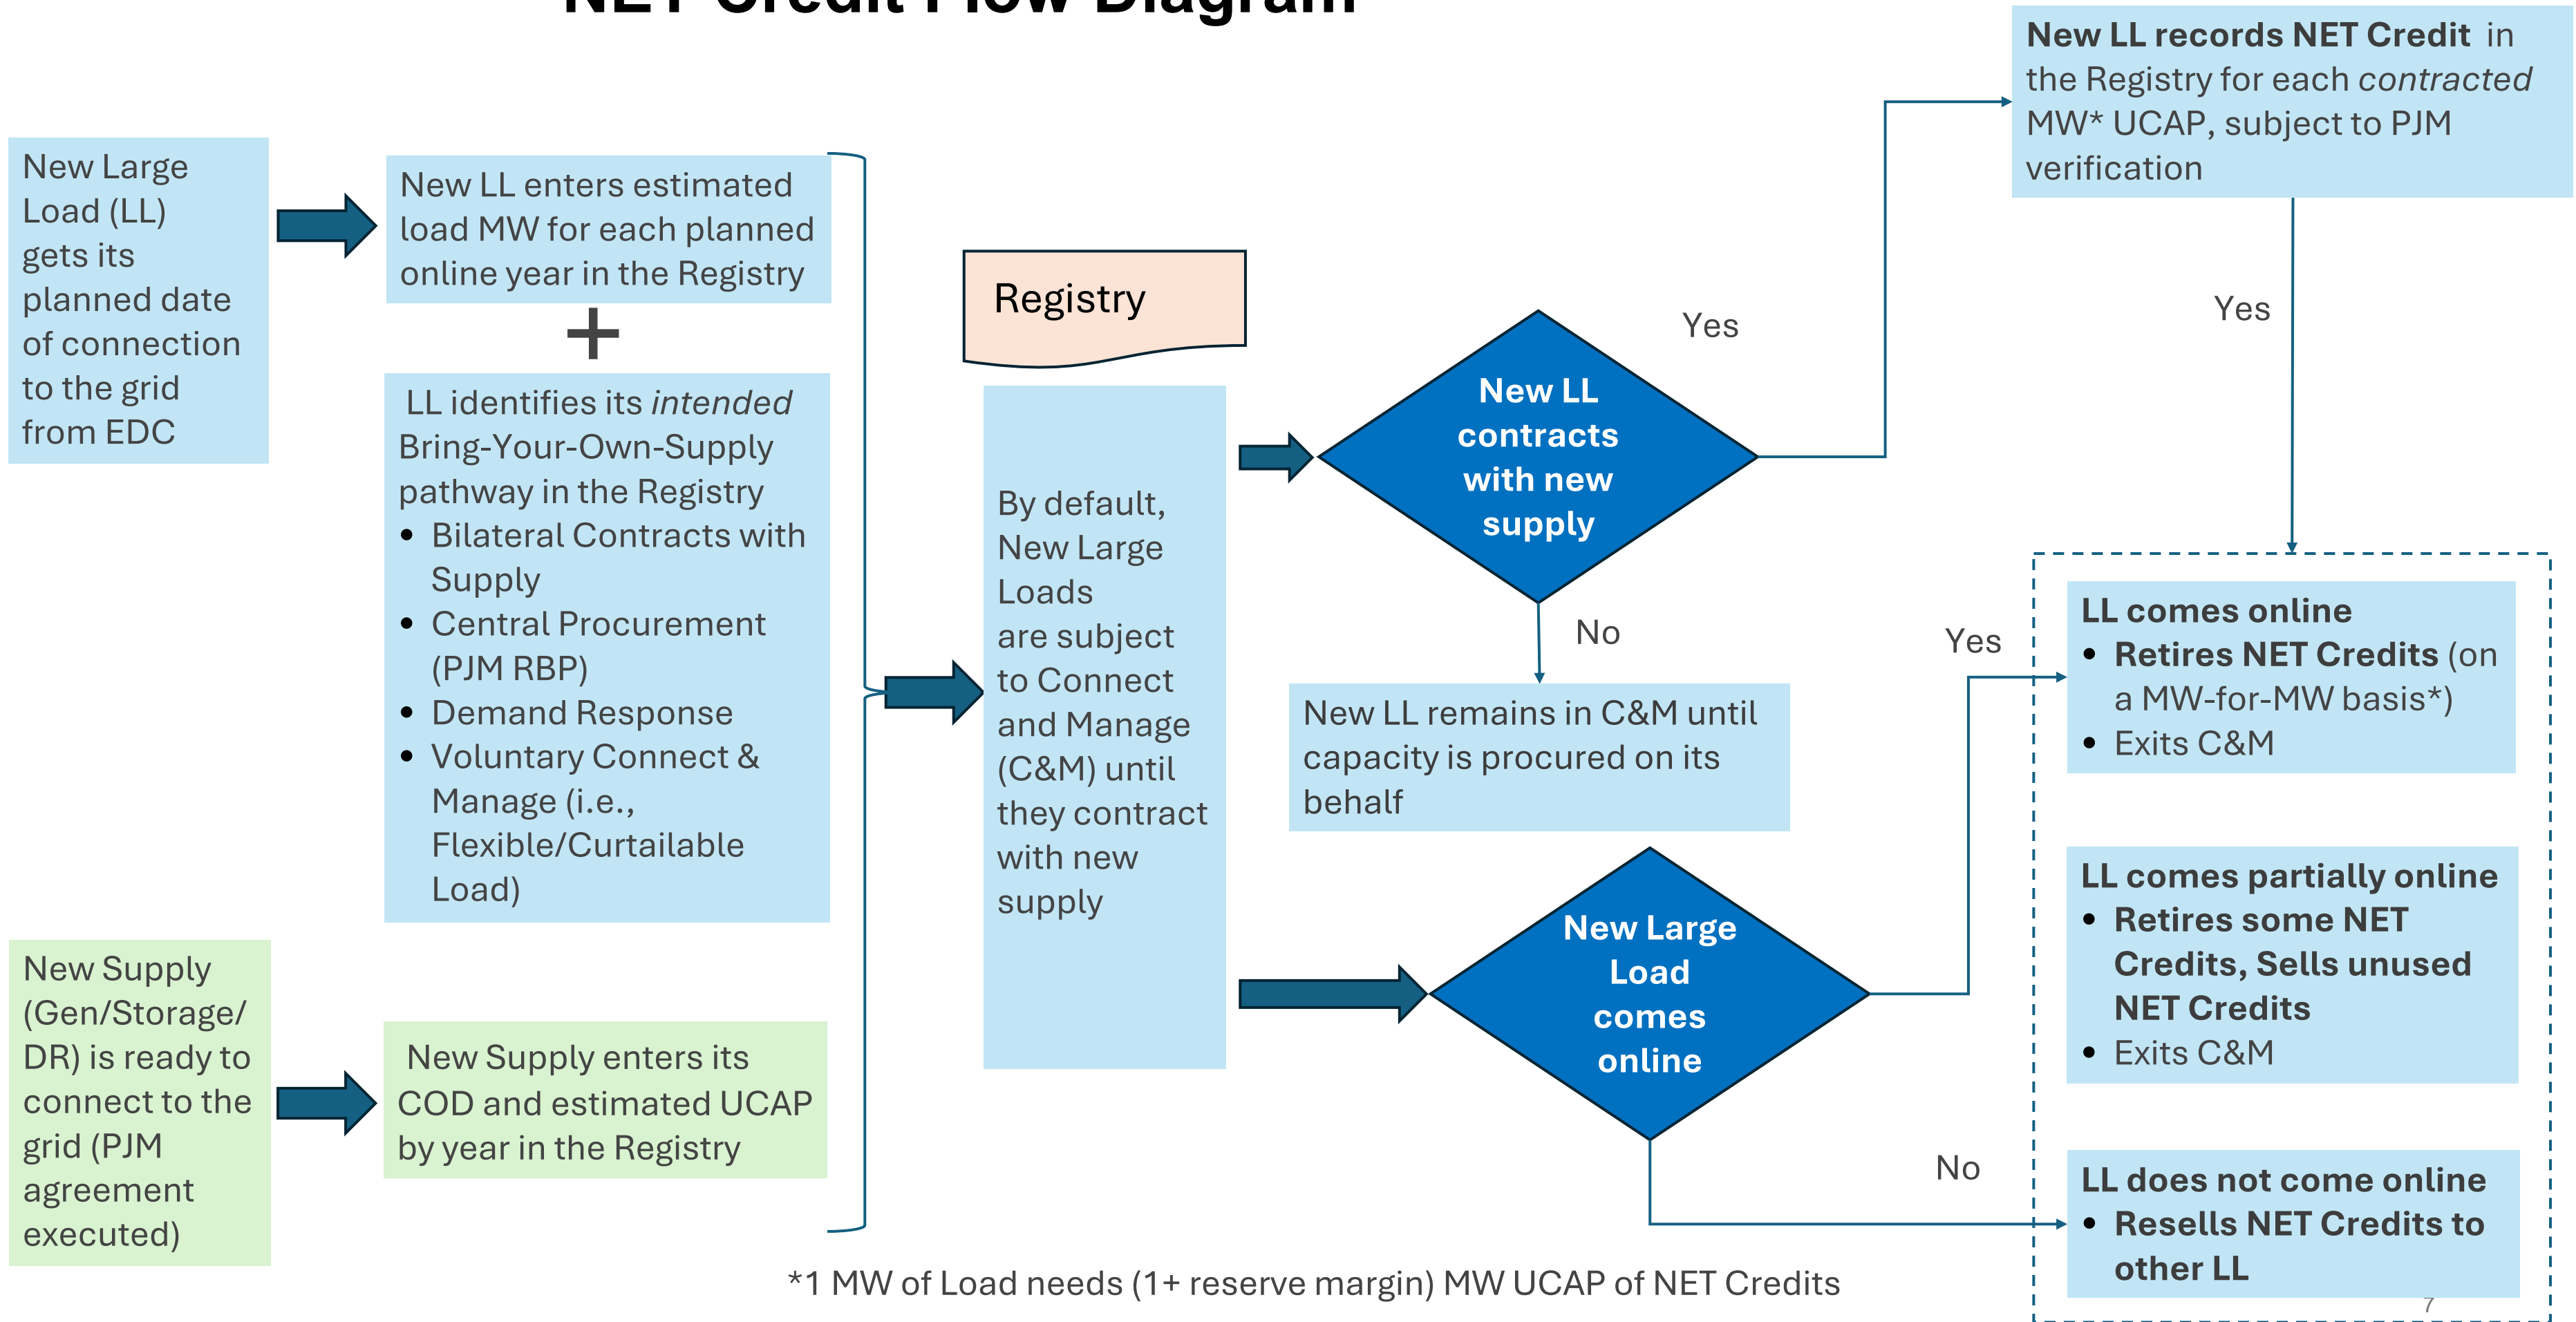 NET Credit Flow Diagram
New Large
Load (LL)
gets its
planned date
of connection
to the grid
from EDC
New LL enters estimated
load MW for each planned
online year in the Registry
+
LL identifies its intended
Bring-Your-Own-Supply
pathway in the Registry
• Bilateral Contracts with
Supply
• Central Procurement
(PJM RBP)
• Demand Response
• Voluntary Connect &
Manage (i.e.,
Flexible/Curtailable
Load)
New Supply
(Gen/Storage/
DR) is ready to
connect to the
grid (PJM
agreement
executed)
New Supply enters its
COD and estimated UCAP
by year in the Registry
Registry
By default,
New Large
Loads
are subject
to Connect
and Manage
(C&M) until
they contract
with new
supply
New LL
contracts
with new
supply
Yes
No
New LL remains in C&M until
capacity is procured on its
behalf
New Large
Load
comes
online
Yes
No
New LL records NET Credit in
the Registry for each contracted
MW* UCAP, subject to PJM
verification
Yes
LL comes online
• Retires NET Credits (on
a MW-for-MW basis*)
• Exits C&M
LL comes partially online
• Retires some NET
Credits, Sells unused
NET Credits
• Exits C&M
LL does not come online
• Resells NET Credits to
other LL
*1 MW of Load needs (1+ reserve margin) MW UCAP of NET Credits
7